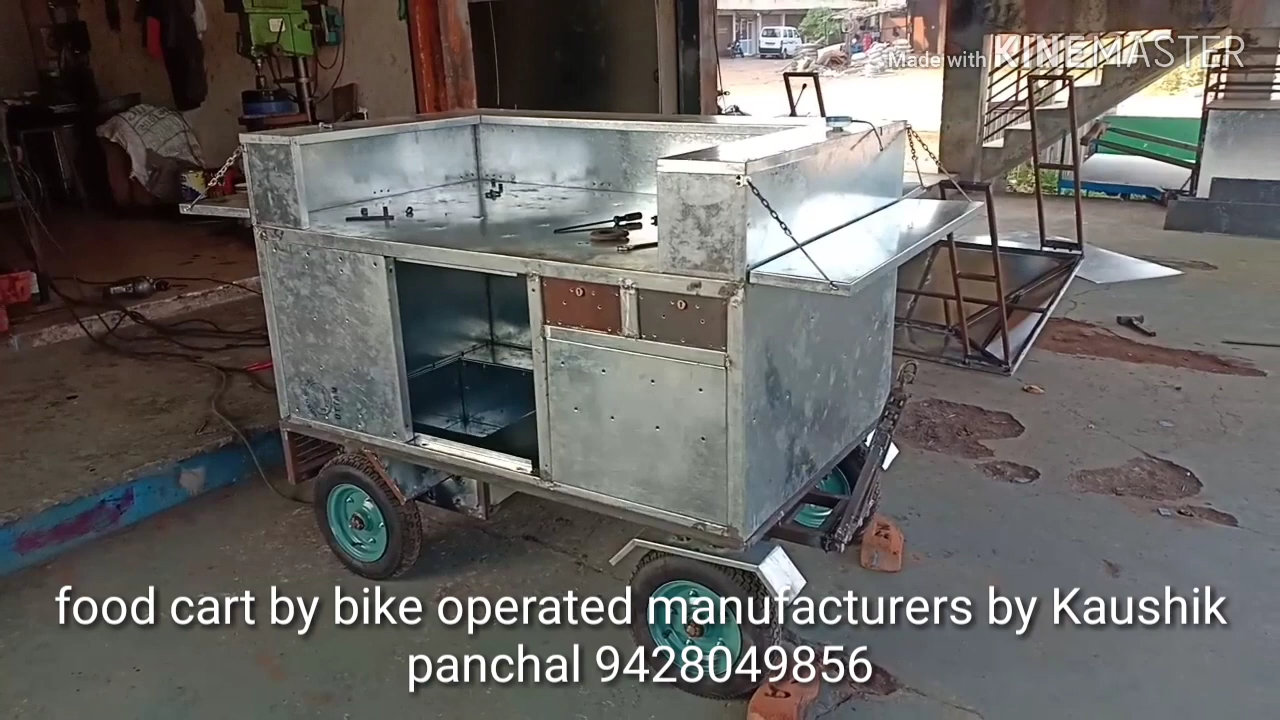 Made with KINEMASTER
food cart by bike operated manufacturers by Kaushik
panchal 9428049856